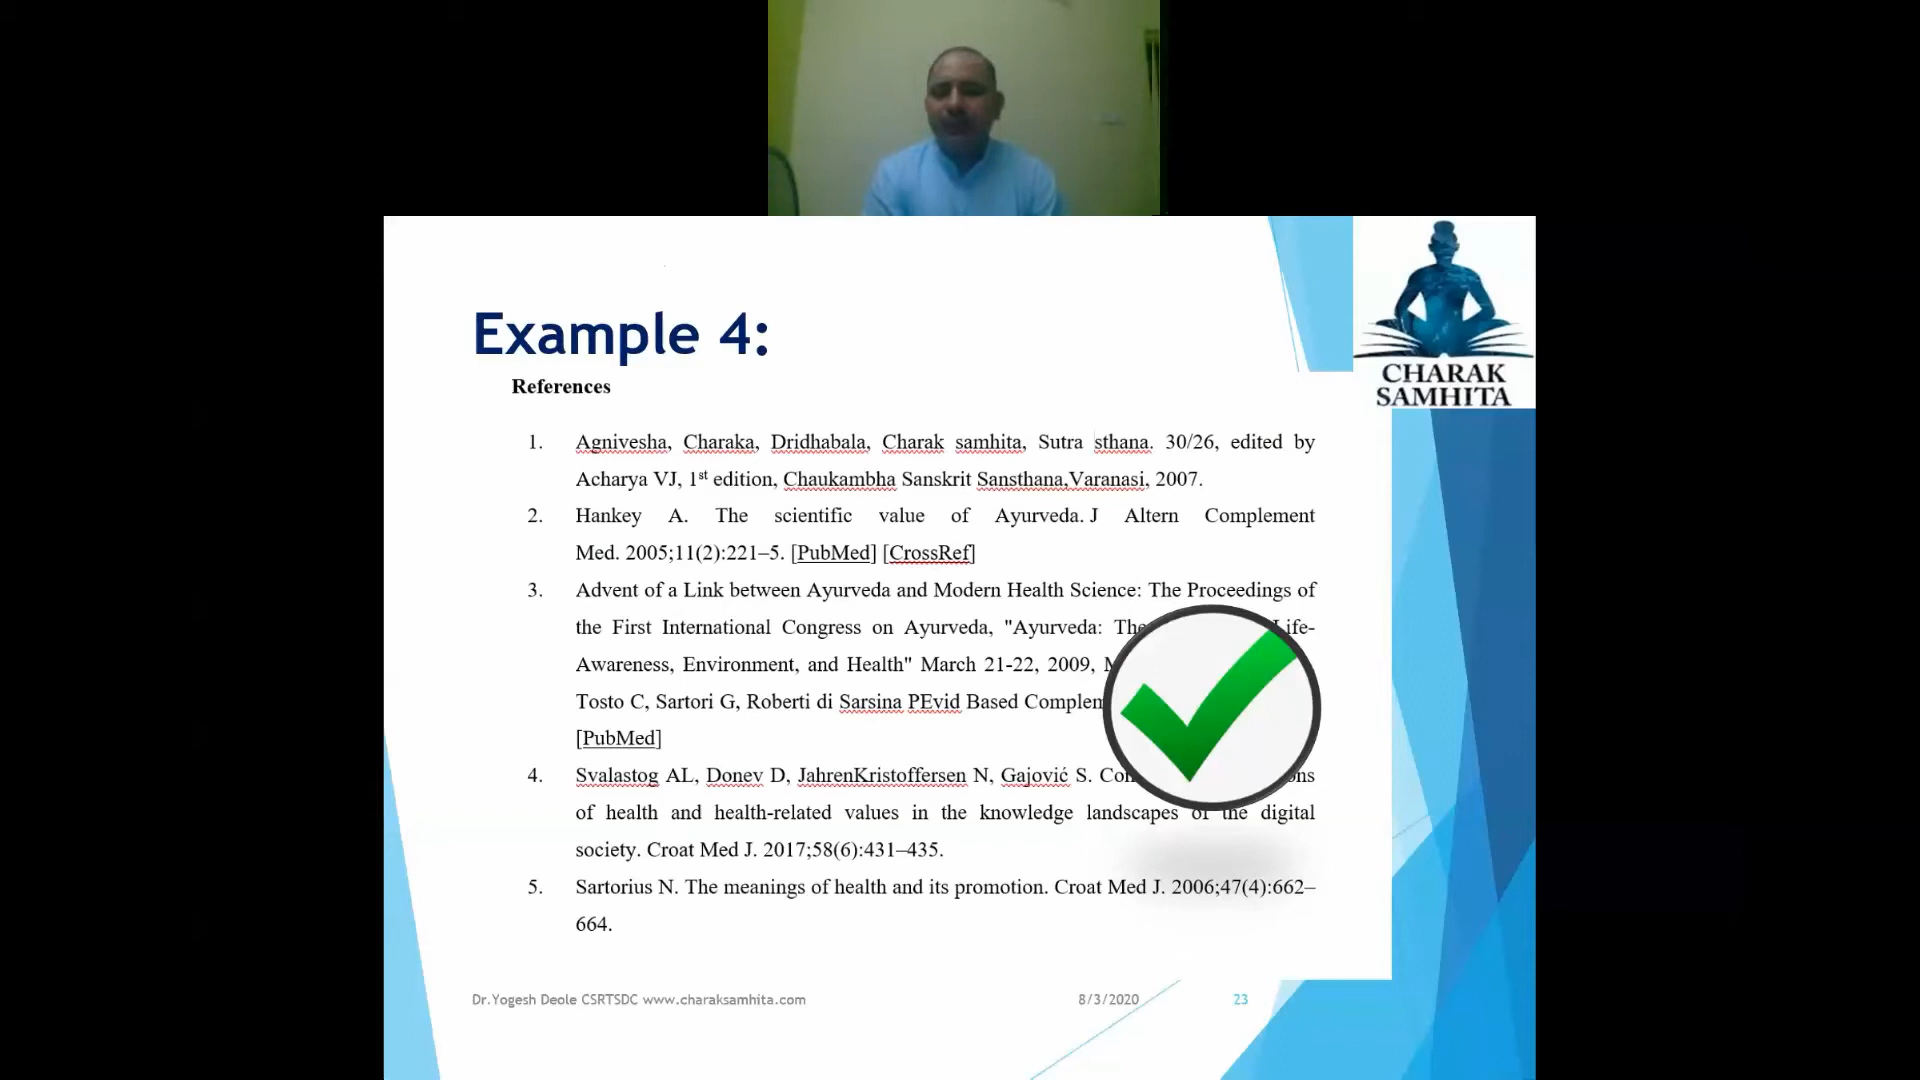 CHARAK
SAMHITA
Example 4:
References
1. Agnivesha, Charaka, Dridhabala, Charak samhita, Sutra sthana. 30/26, edited by
Acharya VJ, 1st edition, Chaukambha Sanskrit Sansthana,Varanasi, 2007.
2. Hankey A. The scientific value of Ayurveda. J Altern Complement
Med. 2005;11(2):221–5. [PubMed] [CrossRef]
3. Advent of a Link between Ayurveda and Modern Health Science: The Proceedings of
the First International Congress on Ayurveda, "Ayurveda: The Life-
Awareness, Environment, and Health" March 21-22, 2009,
Tosto C, Sartori G, Roberti di Sarsina PEvid Based
[PubMed]
4. Svalastog AL, Donev D, JahrenKristoffersen N, Gajović S.
of health and health-related values in the knowledge landscapes of the digital
society. Croat Med J. 2017;58(6):431–435.
5. Sartorius N. The meanings of health and its promotion. Croat Med J. 2006;47(4):662–
664.
Dr.Yogesh Deole CSRTSDC www.charaksamhita.com 8/3/2020 23